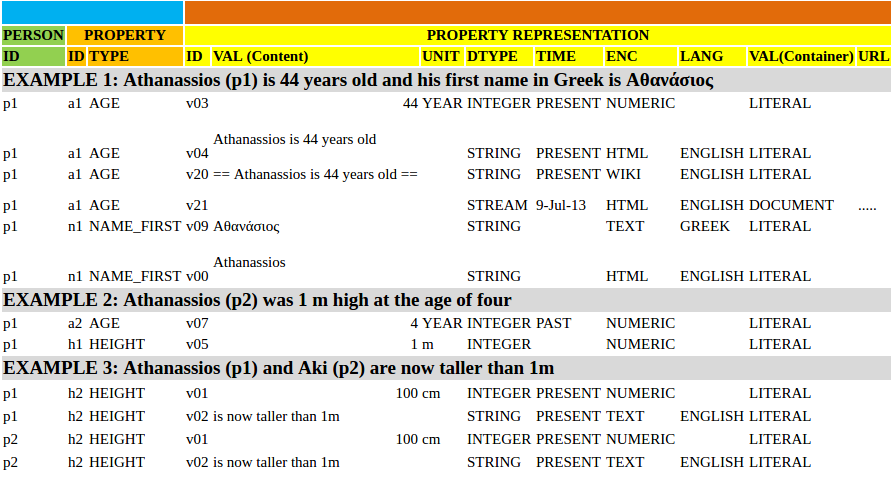 PERSON PROPERTY PROPERTY REPRESENTATION
ID ID TYPE ID VAL (Content) UNIT DTYPE TIME ENC LANG VAL(Container) URL
EXAMPLE 1: Athanassios (p1) is 44 years old and his first name in Greek is Αθανάσιος
p1 a1 AGE v03 44 YEAR INTEGER PRESENT NUMERIC LITERAL
Athanassios is 44 years old
p1 a1 AGE v04 STRING PRESENT HTML ENGLISH LITERAL
p1 a1 AGE v20 == Athanassios is 44 years old == STRING PRESENT WIKI ENGLISH LITERAL
p1 a1 AGE v21 STREAM 9-Jul-13 HTML ENGLISH DOCUMENT .....
p1 n1 NAME_FIRST v09 Αθανάσιος STRING TEXT GREEK LITERAL
Athanassios
p1 n1 NAME_FIRST v00 STRING HTML ENGLISH LITERAL
EXAMPLE 2: Athanassios (p2) was 1 m high at the age of four
p1 a2 AGE v07 4 YEAR INTEGER PAST NUMERIC LITERAL
p1 h1 HEIGHT v05 1 m INTEGER NUMERIC LITERAL
EXAMPLE 3: Athanassios (p1) and Aki (p2) are now taller than 1m
p1 h2 HEIGHT v01 100 cm INTEGER PRESENT NUMERIC LITERAL
p1 h2 HEIGHT v02 is now taller than 1m STRING PRESENT TEXT ENGLISH LITERAL
p2 h2 HEIGHT v01 100 cm INTEGER PRESENT NUMERIC LITERAL
p2 h2 HEIGHT v02 is now taller than 1m STRING PRESENT TEXT ENGLISH LITERAL